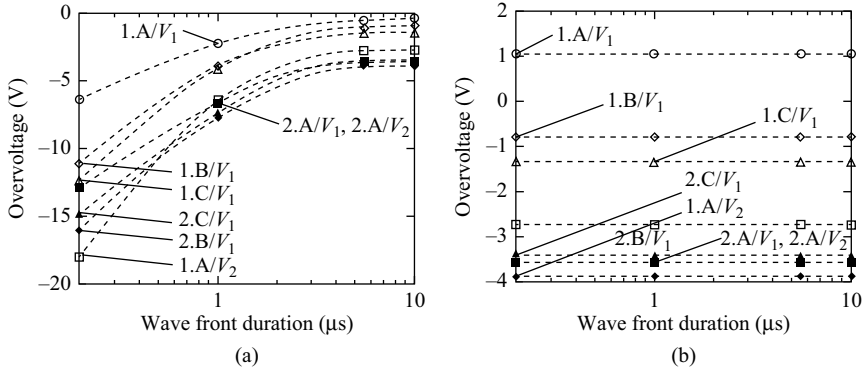 0
−5
−10
−15
−20
Overvoltage (V)
1.A/V1
2.A/V1, 2.A/V2
1.B/V1
1.C/V1
2.C/V1
2.B/V1
1.A/V2
1
10
Wave front duration (μs)
(a)
2
1
0
−1
−2
−3
−4
Overvoltage (V)
1.A/V1
1.B/V1
1.C/V1
2.C/V1
1.A/V2
2.B/V1
2.A/V1, 2.A/V2
1
10
Wave front duration (μs)
(b)